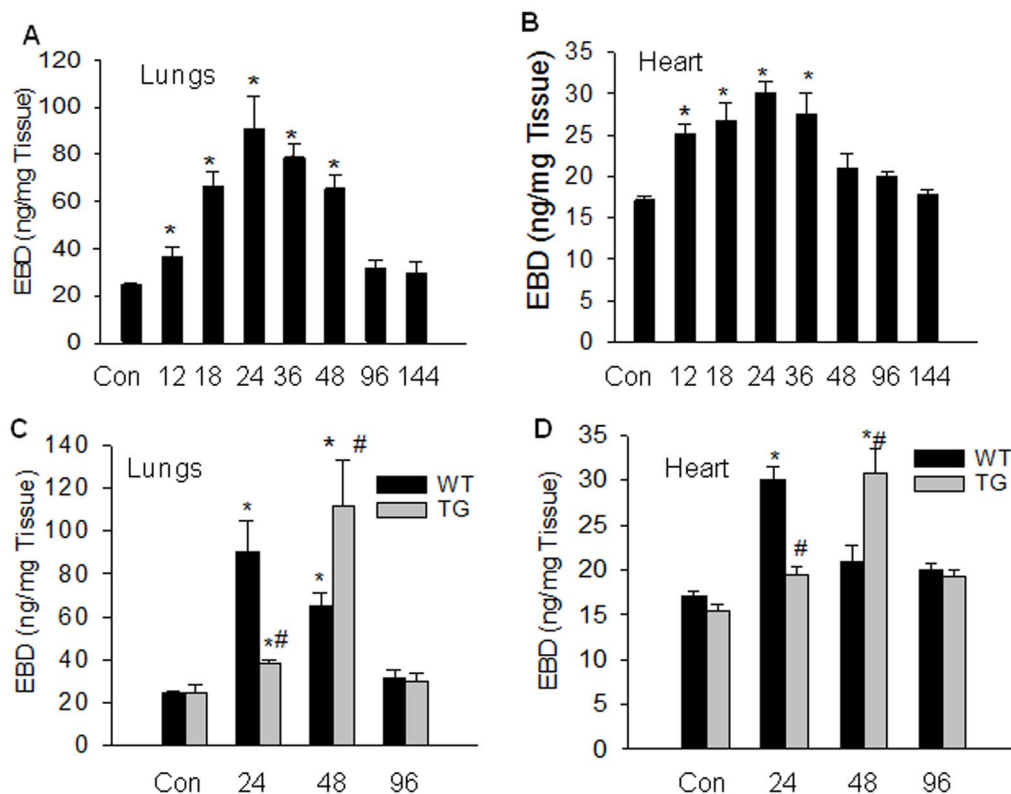 A
Lungs
EBD (ng/mg Tissue)
120
100
80
60
40
20
0
* * * * *
Con 12 18 24 36 48 96 144
B
Heart
EBD (ng/mg Tissue)
35
30
25
20
15
10
5
0
* * * *
Con 12 18 24 36 48 96 144
C
Lungs
EBD (ng/mg Tissue)
140
120
100
80
60
40
20
0
WT
TG
* *# * * #
Con 24 48 96
D
Heart
EBD (ng/mg Tissue)
35
30
25
20
15
10
5
0
WT
TG
* # *#
Con 24 48 96